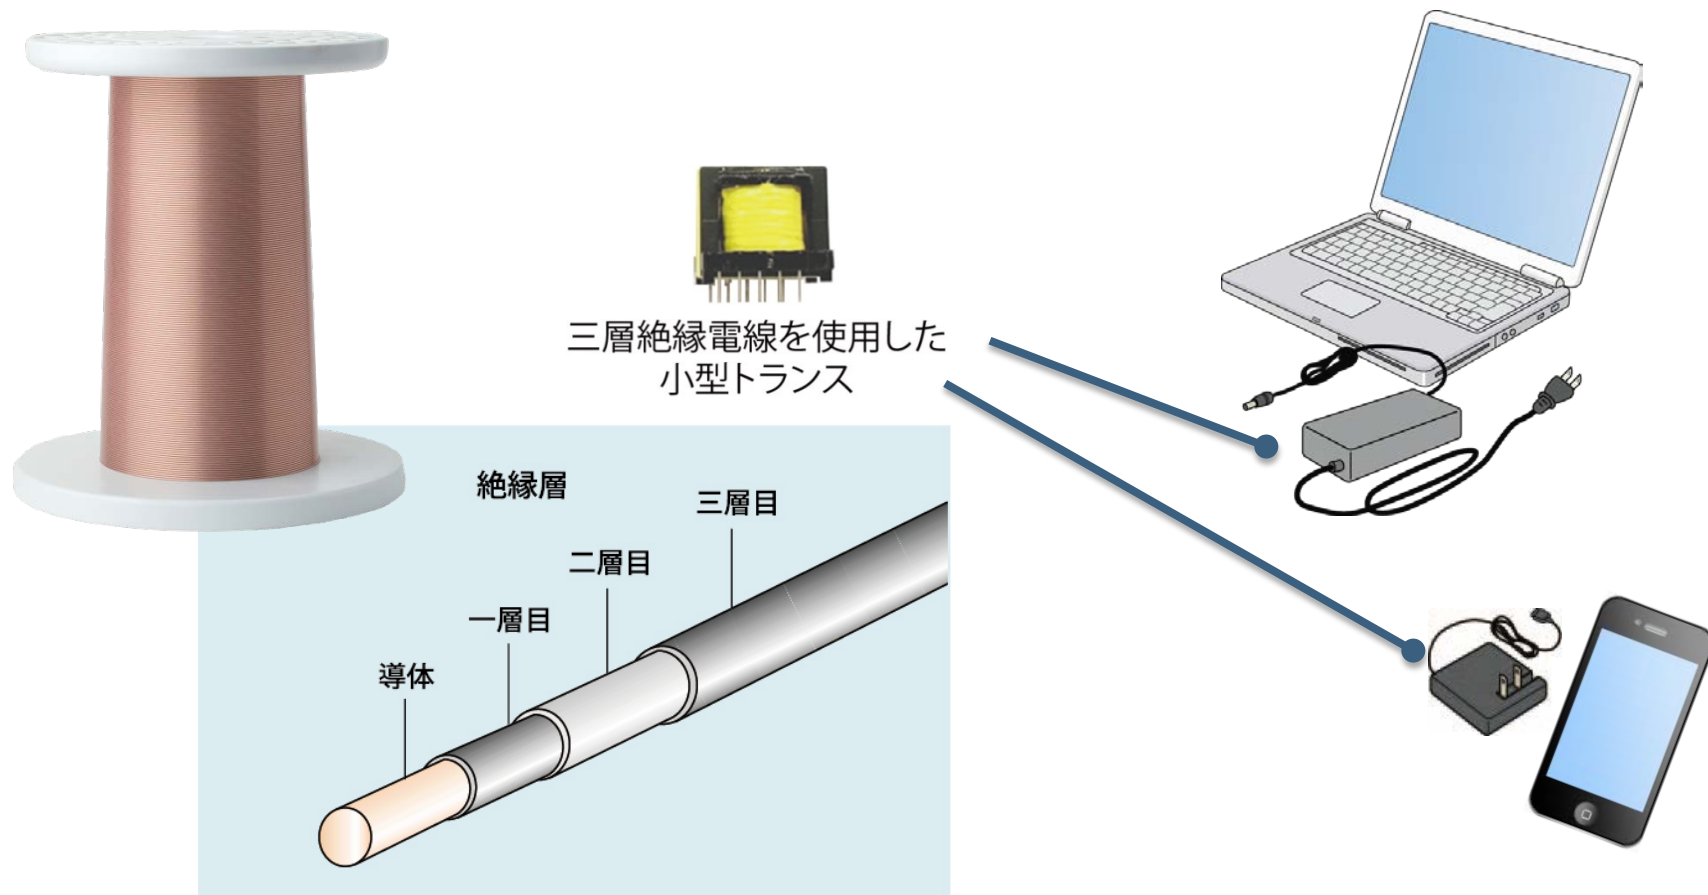 三層絶縁電線を使用した
小型トランス
絶縁層
三層目
二層目
一層目
導体